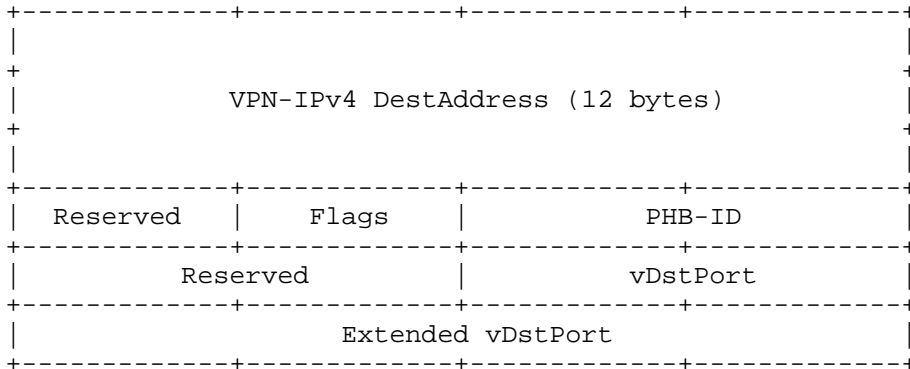 VPN-IPv4 DestAddress (12 bytes)
Reserved | Flags | PHB-ID
Reserved | vDstPort
Extended vDstPort